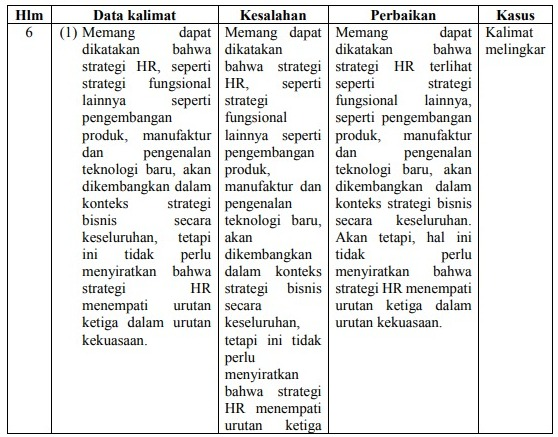 Hlm Data kalimat Kesalahan Perbaikan Kasus
6
(1) Memang dapat
dikatakan bahwa
strategi HR, seperti
strategi fungsional
lainnya seperti
pengembangan
produk, manufaktur
dan pengenalan
teknologi baru, akan
dikembangkan dalam
konteks strategi
bisnis secara
keseluruhan, tetapi
ini tidak perlu
menyiratkan bahwa
strategi HR
menempati urutan
ketiga dalam urutan
kekuasaan.
Memang dapat
dikatakan
bahwa strategi
HR, seperti
strategi
fungsional
lainnya seperti
pengembangan
produk,
manufaktur dan
pengenalan
teknologi baru,
akan
dikembangkan
dalam konteks
strategi bisnis
secara
keseluruhan,
tetapi ini tidak
perlu
menyiratkan
bahwa strategi
HR menempati
urutan ketiga
Memang dapat
dikatakan bahwa
strategi HR terlihat
seperti strategi
fungsional lainnya,
seperti pengembangan
produk, manufaktur
dan pengenalan
teknologi baru, akan
dikembangkan dalam
konteks strategi bisnis
secara keseluruhan.
Akan tetapi, hal ini
tidak perlu
menyiratkan bahwa
strategi HR menempati
urutan ketiga dalam
urutan kekuasaan.
Kalimat
melingkar